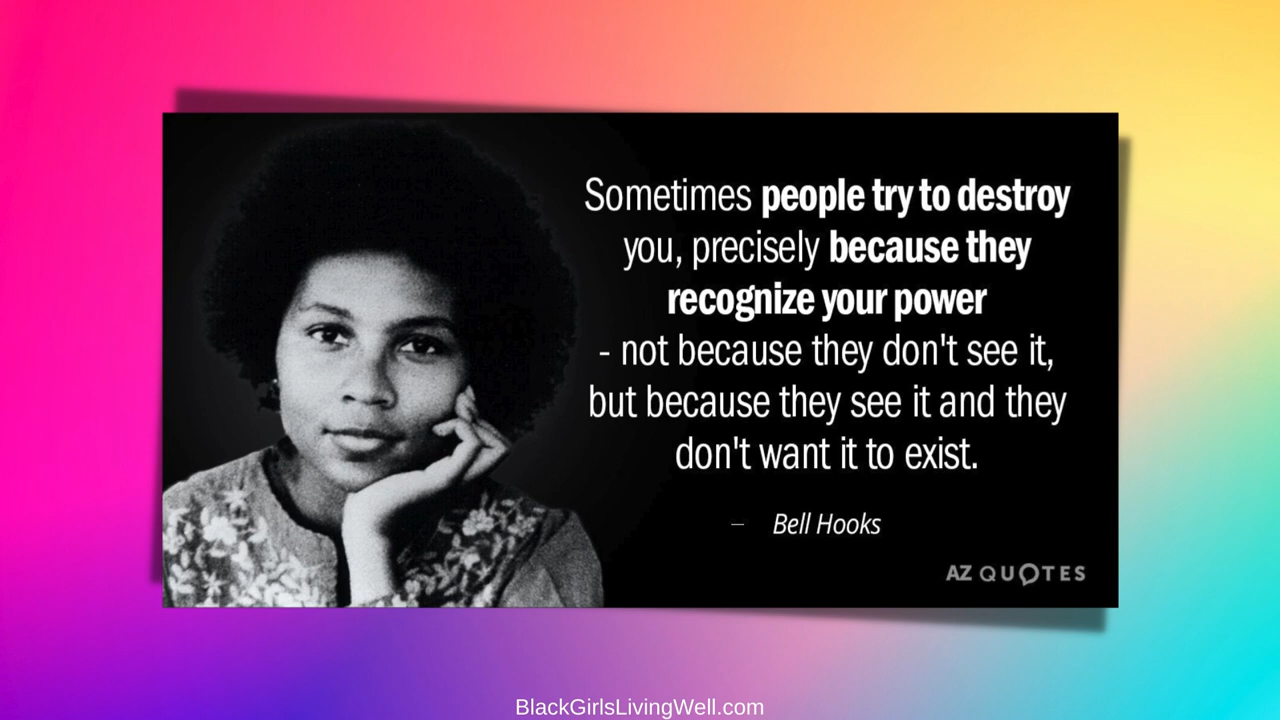 Sometimes people try to destroy
you, precisely because they
recognize your power
- not because they don't see it,
but because they see it and they
don't want it to exist.
— Bell Hooks
AZ QUOTES
BlackGirlsLivingWell.com